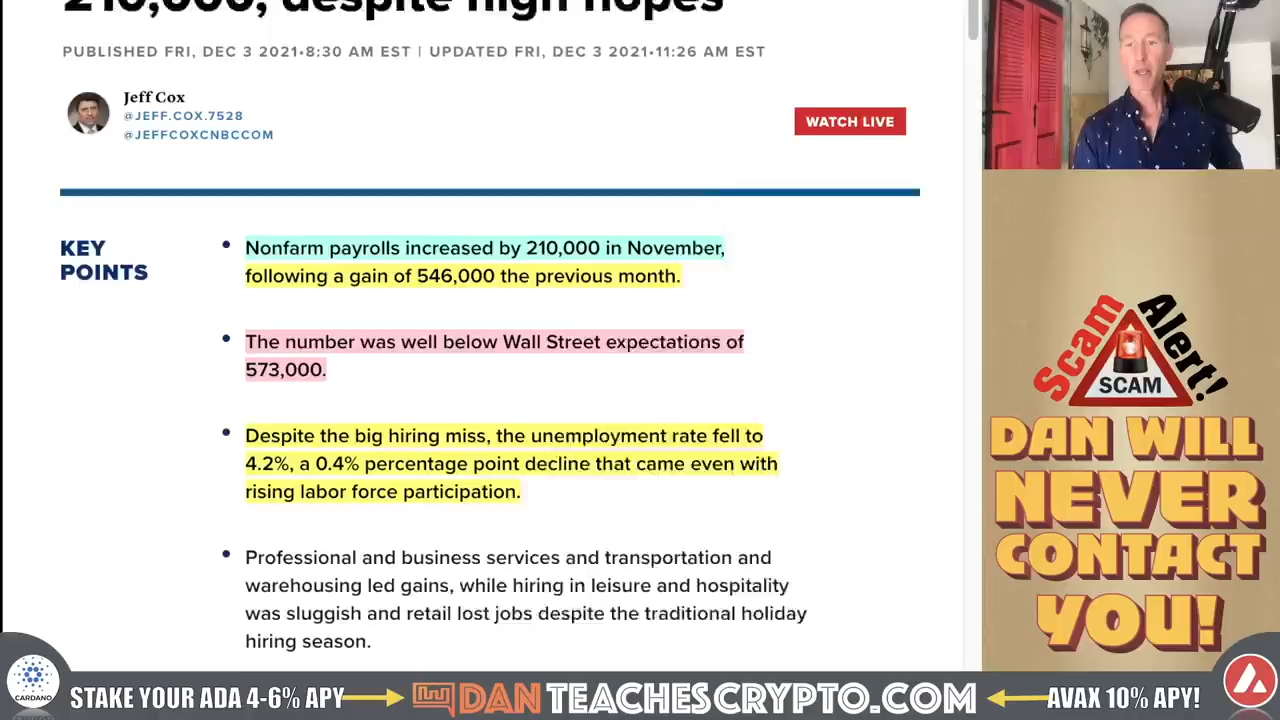 210,000, despite high hopes
PUBLISHED FRI, DEC 3 2021•8:30 AM EST | UPDATED FRI, DEC 3 2021•11:26 AM EST
Jeff Cox
@JEFF.COX.7528
@JEFFCOXCNBCCOM
WATCH LIVE
KEY
POINTS
• Nonfarm payrolls increased by 210,000 in November,
following a gain of 546,000 the previous month.
• The number was well below Wall Street expectations of
573,000.
• Despite the big hiring miss, the unemployment rate fell to
4.2%, a 0.4% percentage point decline that came even with
rising labor force participation.
• Professional and business services and transportation and
warehousing led gains, while hiring in leisure and hospitality
was sluggish and retail lost jobs despite the traditional holiday
hiring season.
Scam Alert!
SCAM
DAN WILL
NEVER
CONTACT
YOU!
CARDANO
STAKE YOUR ADA 4-6% APY
DANTEACHESCRYPTO.COM
AVAX 10% APY!